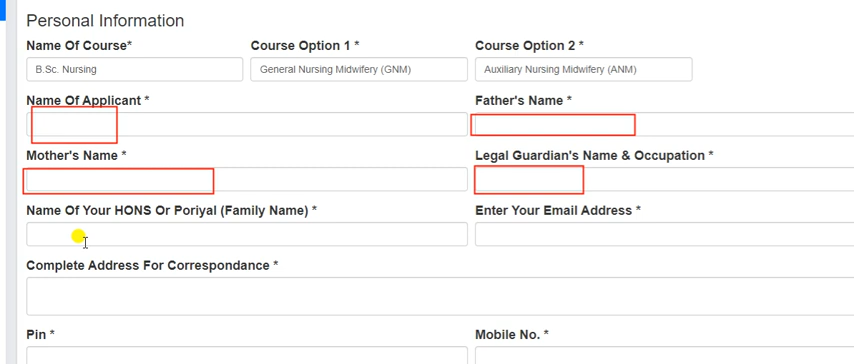 Personal Information
Name Of Course* Course Option 1 * Course Option 2 *
B.Sc. Nursing General Nursing Midwifery (GNM) Auxiliary Nursing Midwifery (ANM)
Name Of Applicant * Father's Name *
Mother's Name * Legal Guardian's Name & Occupation *
Name Of Your HONS Or Poriyal (Family Name) * Enter Your Email Address *
Complete Address For Correspondance *
Pin * Mobile No. *